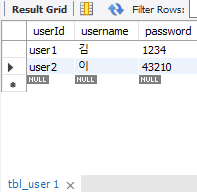 Result Grid Filter Rows:
userId username password
user1 김 1234
user2 이 43210
NULL NULL NULL
tbl_user 1 ×